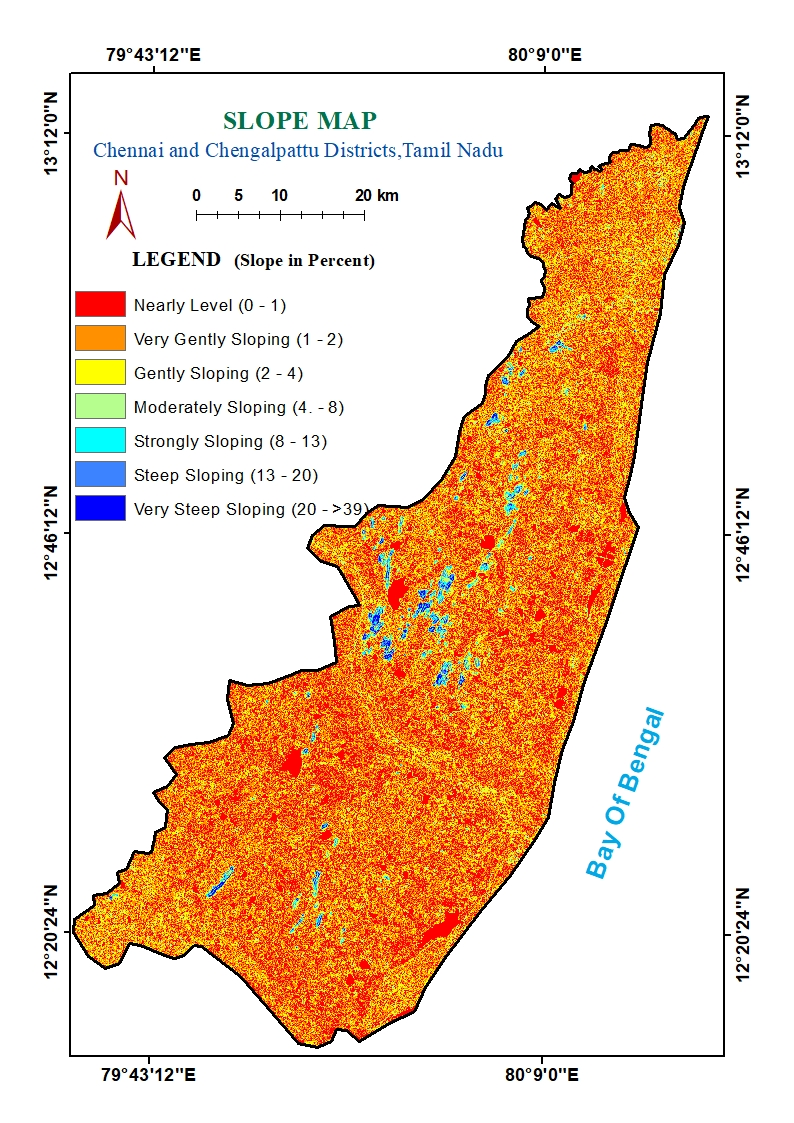 79°43'12"E 80°9'0"E
13°12'0"N 13°12'0"N
SLOPE MAP
Chennai and Chengalpattu Districts,Tamil Nadu
N
0 5 10 20 km
LEGEND (Slope in Percent)
Nearly Level (0 - 1)
Very Gently Sloping (1 - 2)
Gently Sloping (2 - 4)
Moderately Sloping (4. - 8)
Strongly Sloping (8 - 13)
Steep Sloping (13 - 20)
Very Steep Sloping (20 - >39)
12°46'12"N 12°46'12"N
Bay Of Bengal
12°20'24"N 12°20'24"N
79°43'12"E 80°9'0"E